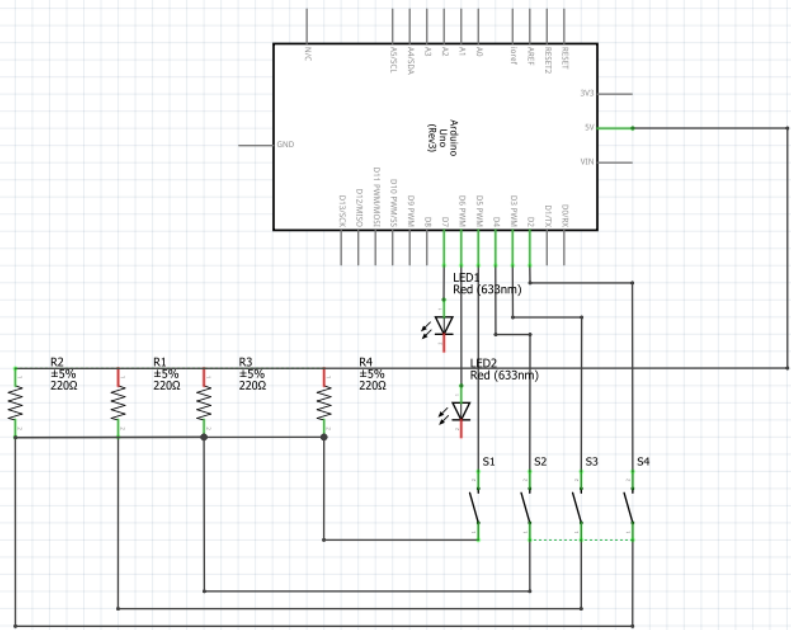 N/C
A5/SCL
A4/SDA
A3
A2
A1
A0
ioref
AREF
RESET2
RESET
3V3
5V
VIN
GND
Arduino
Uno
(Rev3)
D13/SCK
D12/MISO
D11 PWM/MOSI
D10 PWM/SS
D9 PWM
D8
D7
D6 PWM
D5 PWM
D4
D3 PWM
D2
D1/TX
D0/RX
LED1
Red (633nm)
R2
±5%
220Ω
R1
±5%
220Ω
R3
±5%
220Ω
R4
±5%
220Ω
LED2
Red (633nm)
S1
S2
S3
S4